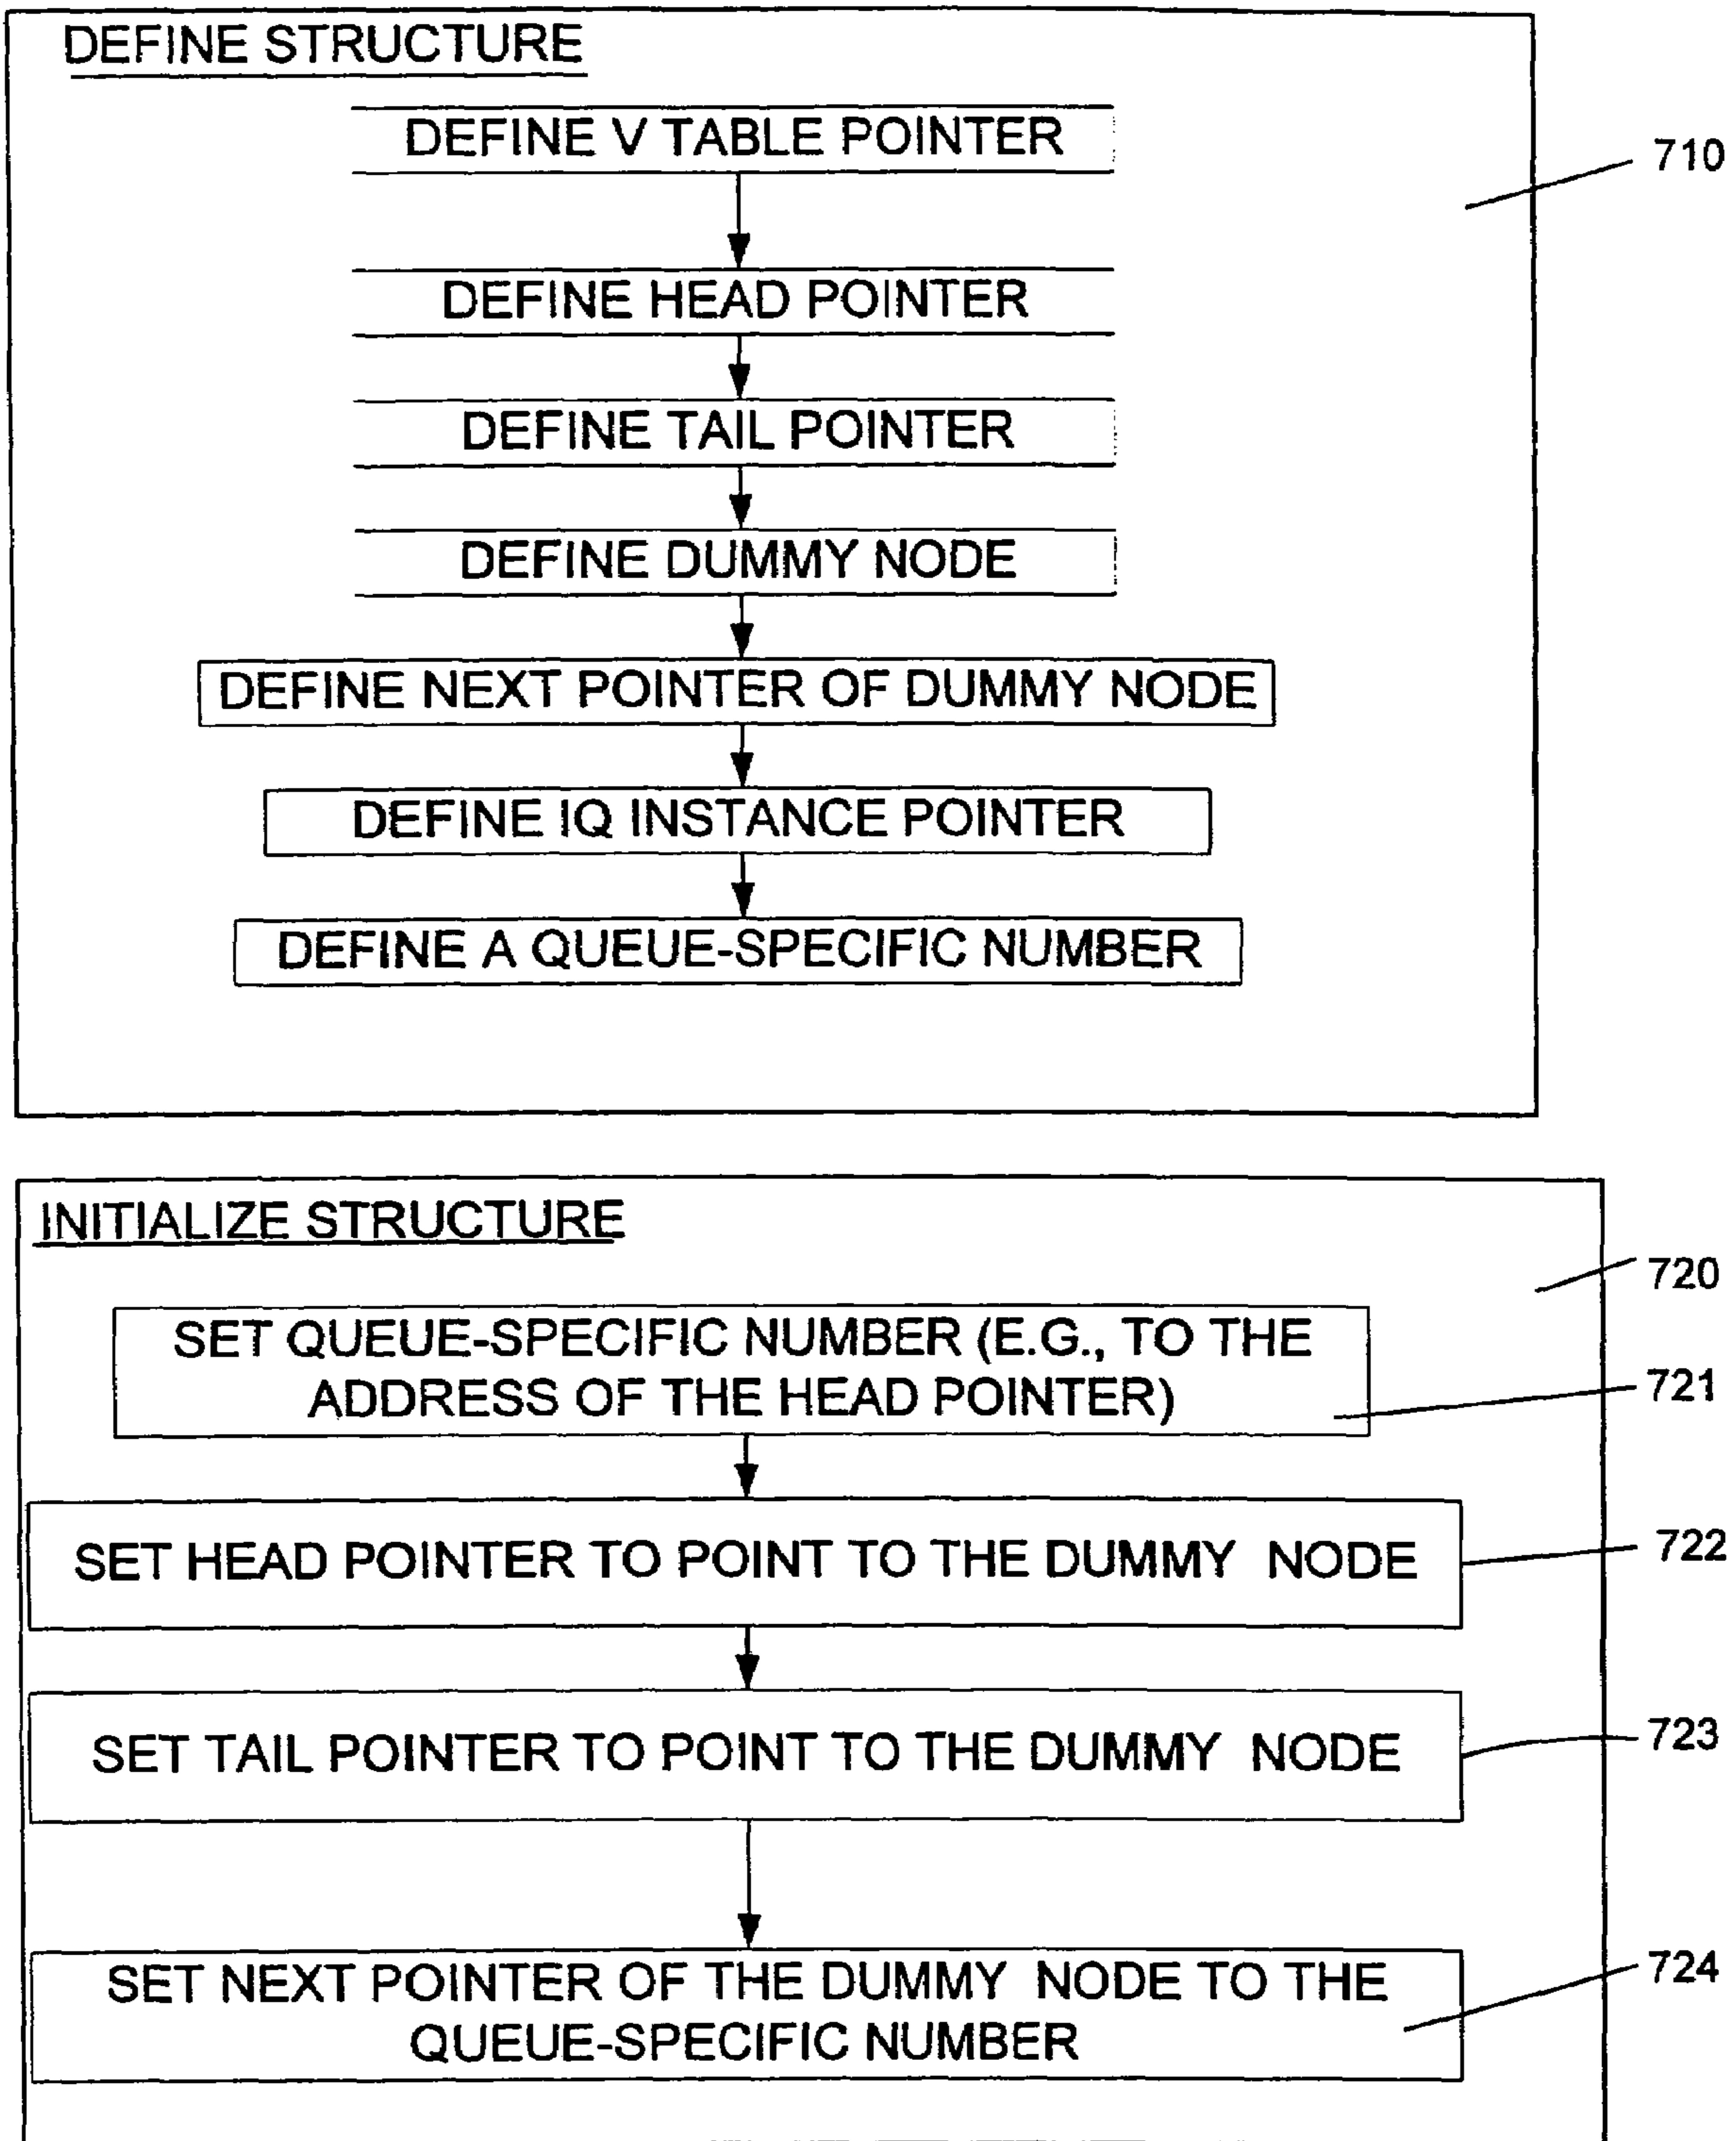 DEFINE STRUCTURE
DEFINE V TABLE POINTER
710
DEFINE HEAD POINTER
DEFINE TAIL POINTER
DEFINE DUMMY NODE
DEFINE NEXT POINTER OF DUMMY NODE
DEFINE IQ INSTANCE POINTER
DEFINE A QUEUE-SPECIFIC NUMBER
INITIALIZE STRUCTURE
720
SET QUEUE-SPECIFIC NUMBER (E.G., TO THE
ADDRESS OF THE HEAD POINTER)
721
SET HEAD POINTER TO POINT TO THE DUMMY NODE
722
SET TAIL POINTER TO POINT TO THE DUMMY NODE
723
SET NEXT POINTER OF THE DUMMY NODE TO THE
QUEUE-SPECIFIC NUMBER
724